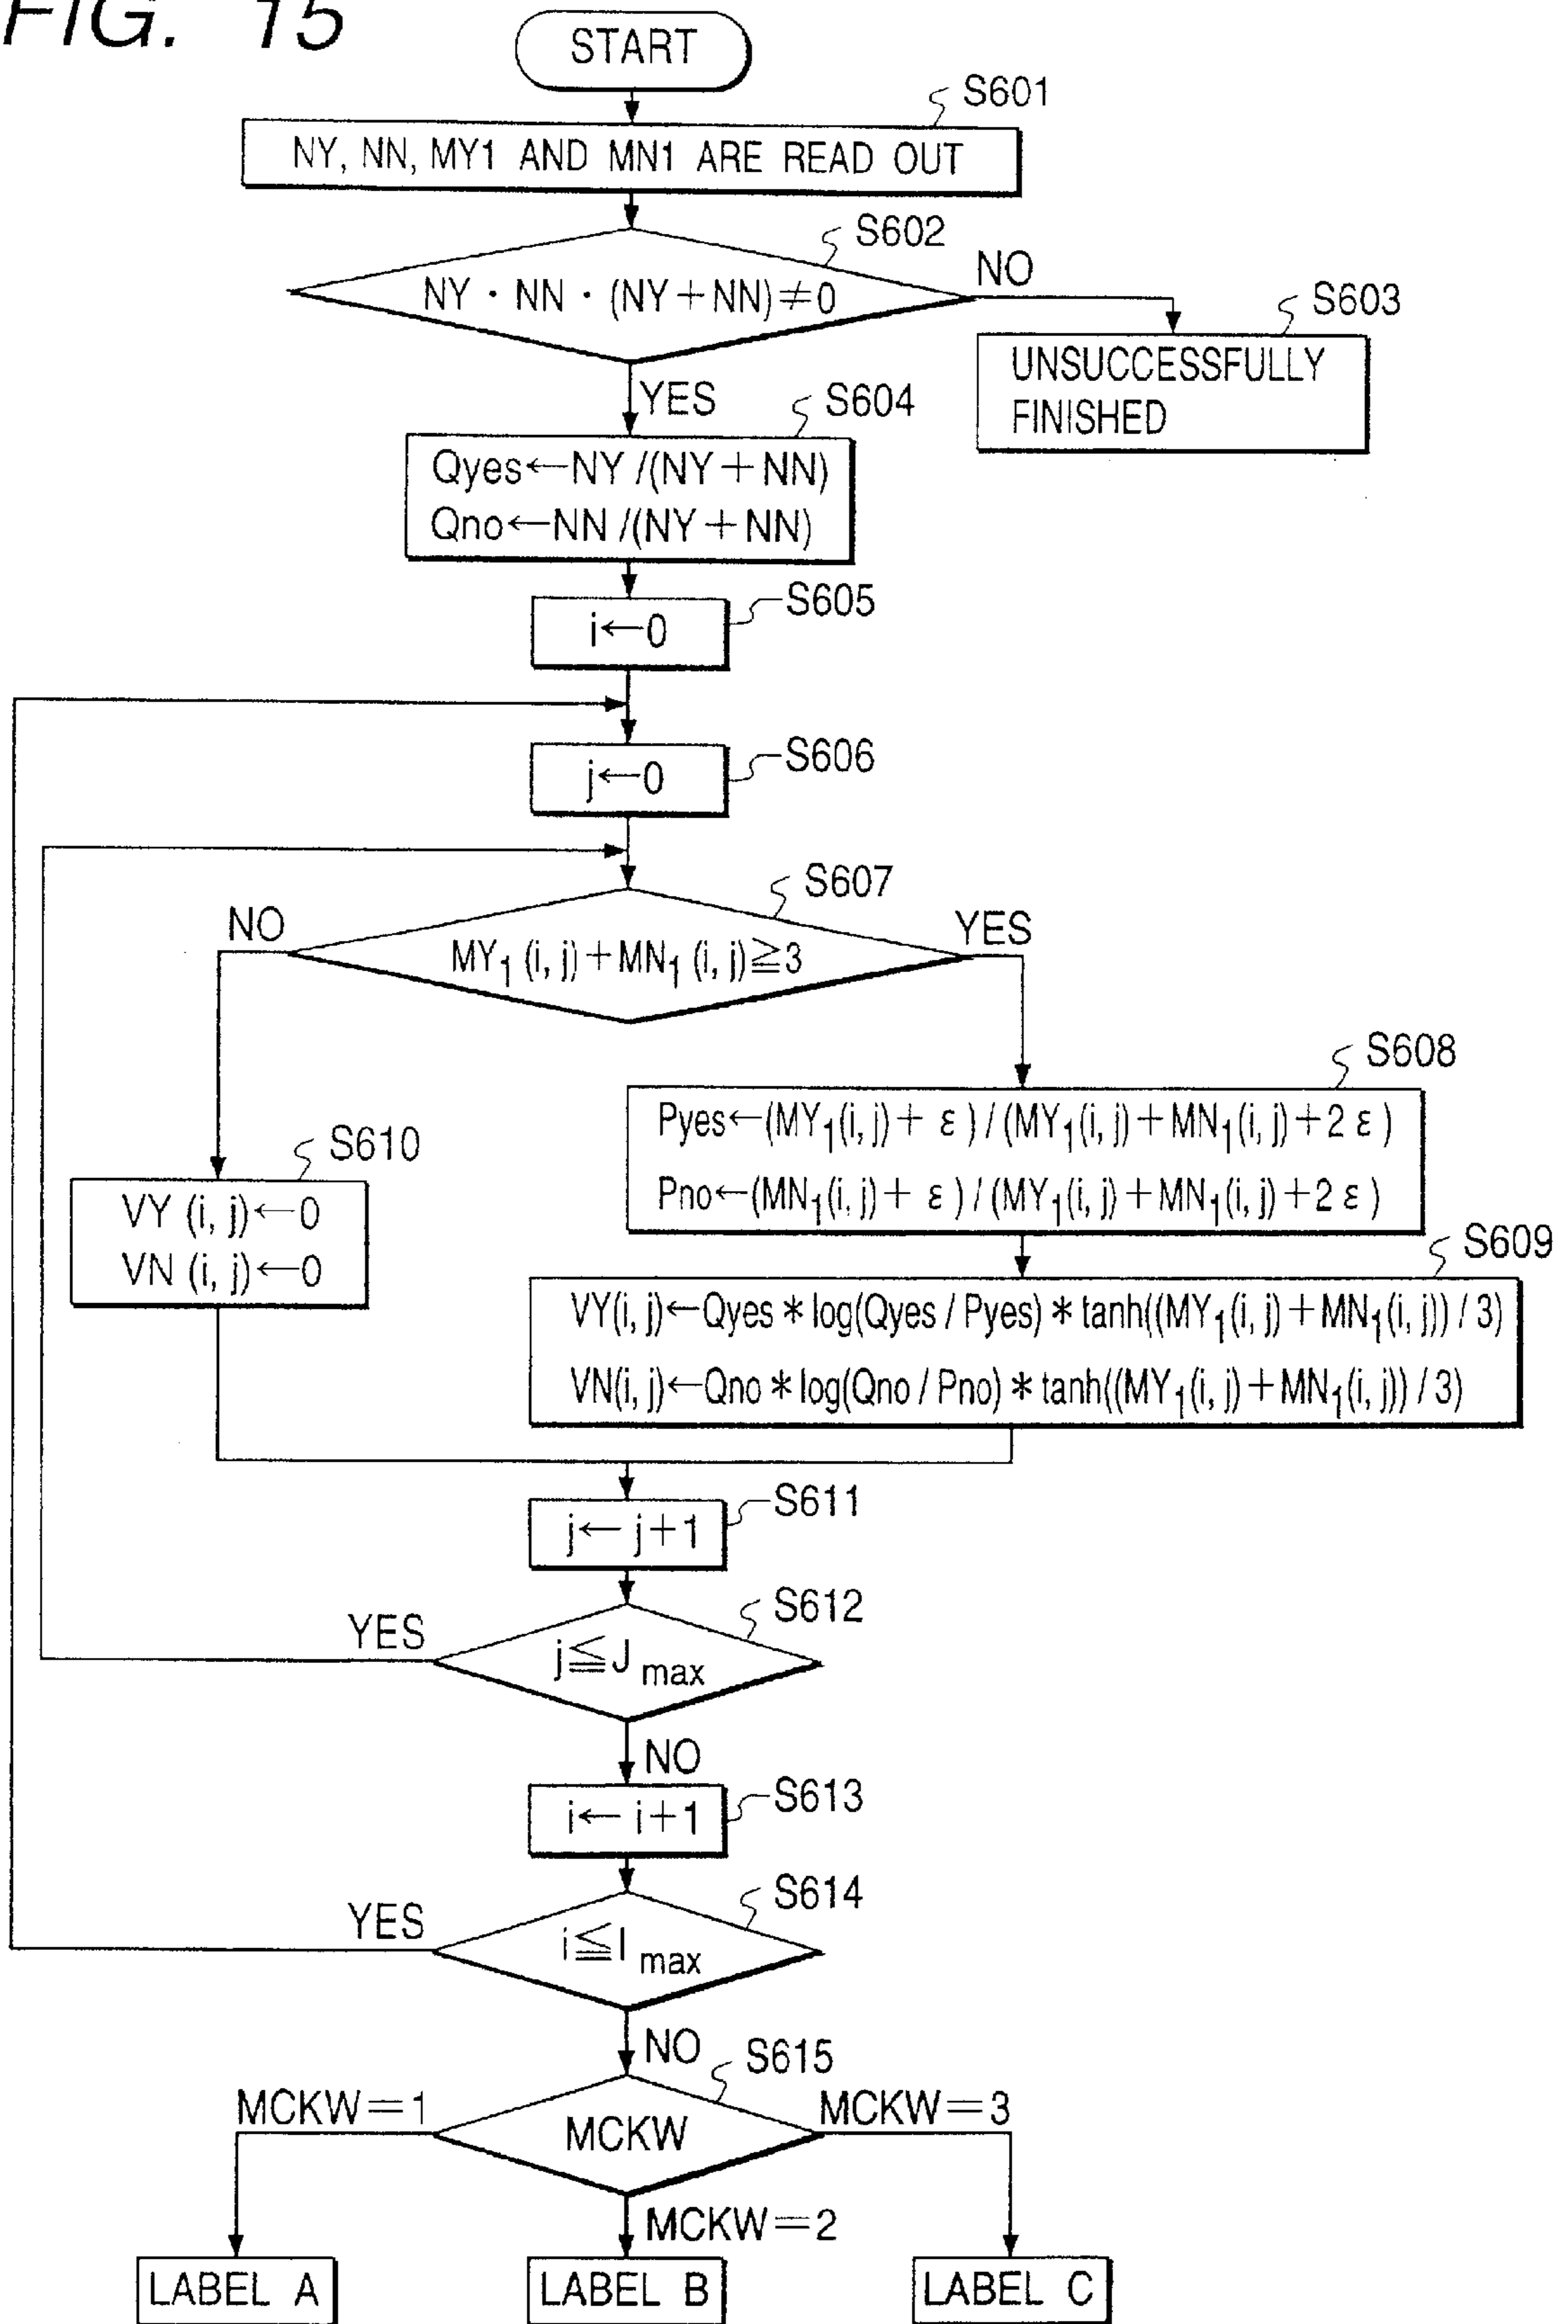 FIG. 15
START
S601
NY, NN, MY1 AND MN1 ARE READ OUT
S602
NY・NN・(NY+NN)≠0
NO
S603
UNSUCCESSFULLY
FINISHED
YES
S604
Qyes←NY /(NY+NN)
Qno←NN /(NY+NN)
S605
i←0
S606
j←0
S607
NO
MY₁ (i, j)+MN₁ (i, j)≧3
YES
S608
Pyes←(MY₁(i, j)+ ε ) / (MY₁(i, j)+MN₁(i, j)+2 ε )
Pno←(MN₁(i, j)+ ε ) / (MY₁(i, j)+MN₁(i, j)+2 ε )
S610
VY (i, j)←0
VN (i, j)←0
S609
VY(i, j)←Qyes * log(Qyes / Pyes) * tanh((MY₁(i, j)+MN₁(i, j)) / 3)
VN(i, j)←Qno * log(Qno / Pno) * tanh((MY₁(i, j)+MN₁(i, j)) / 3)
S611
j← j+1
S612
YES
j≦J max
NO
S613
i← i+1
S614
YES
i≦I max
NO
S615
MCKW=1
MCKW
MCKW=3
MCKW=2
LABEL A
LABEL B
LABEL C